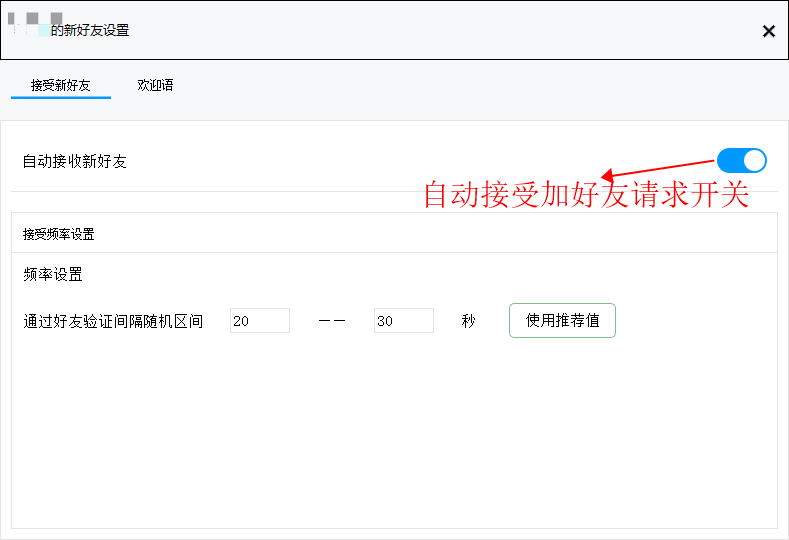 的新好友设置
接受新好友 欢迎语
自动接收新好友
自动接受加好友请求开关
接受频率设置
频率设置
通过好友验证间隔随机区间 20 —— 30 秒 使用推荐值